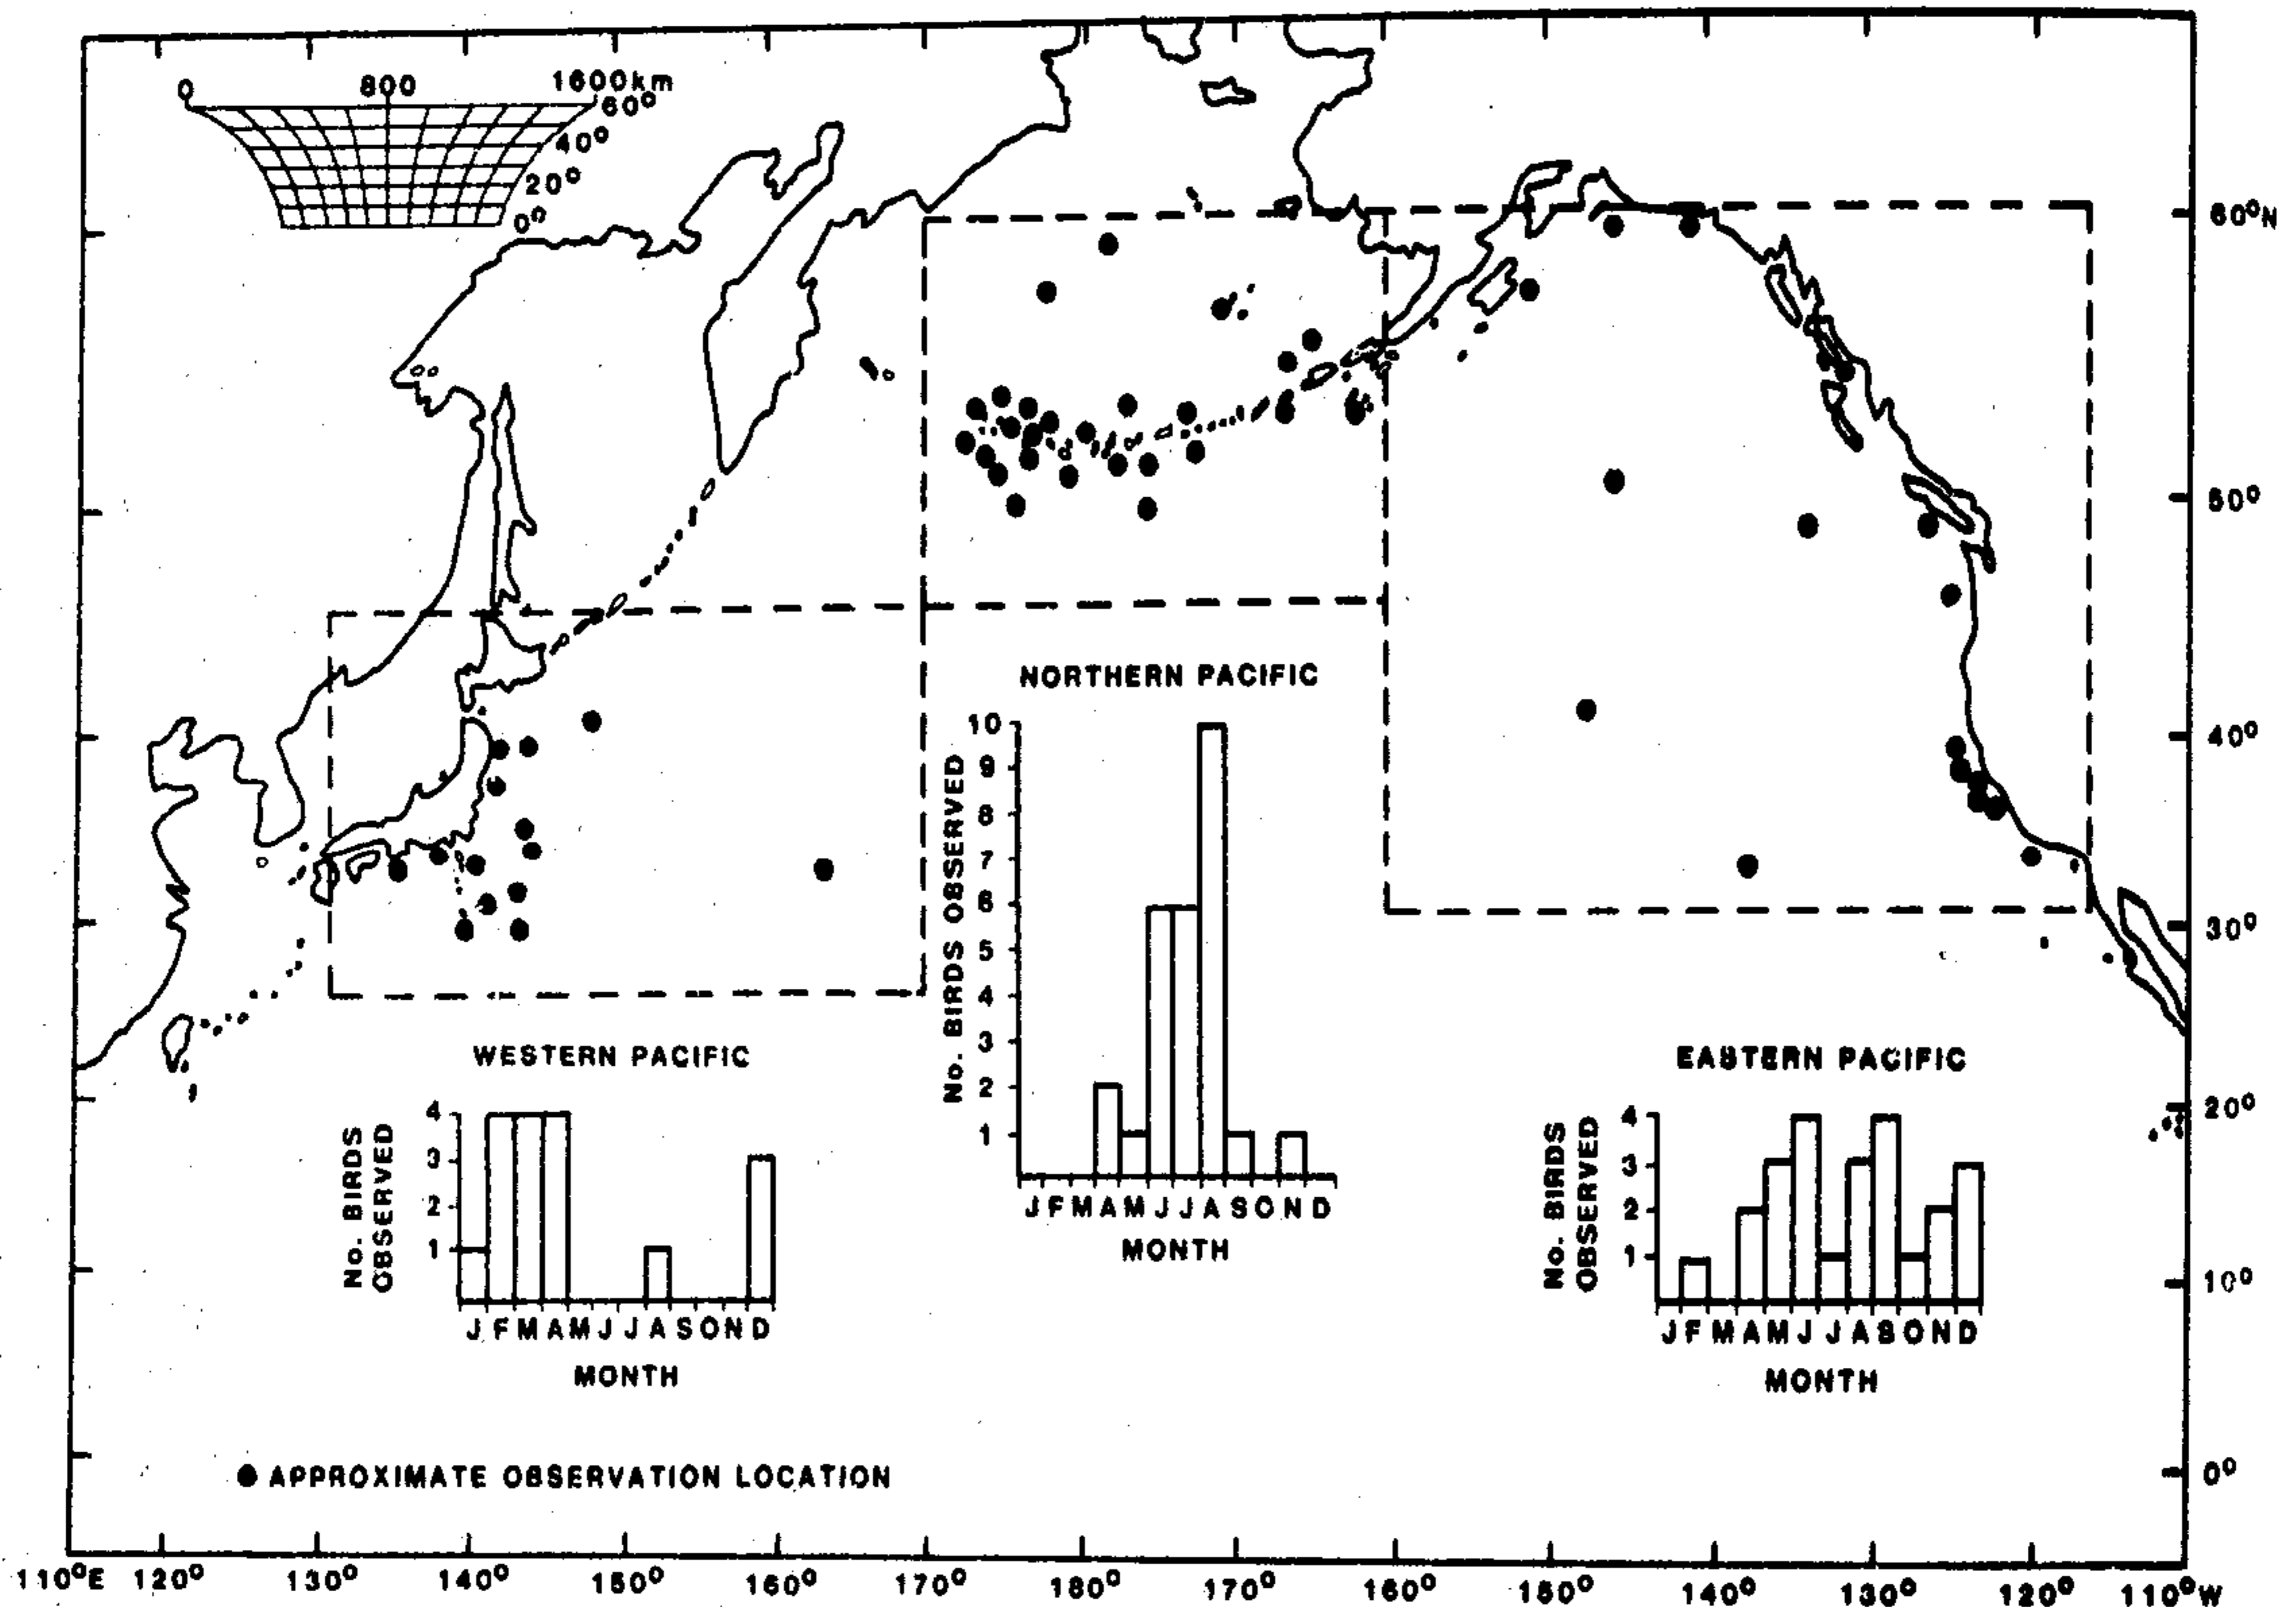 0 800 1600km
60°
40°
20°
0°
60°N
50°
40°
30°
20°
10°
0°
NORTHERN PACIFIC
No. BIRDS OBSERVED
10
9
8
7
6
5
4
3
2
1
J F M A M J J A S O N D
MONTH
WESTERN PACIFIC
No. BIRDS
OBSERVED
4
3
2
1
J F M A M J J A S O N D
MONTH
EASTERN PACIFIC
No. BIRDS
OBSERVED
4
3
2
1
J F M A M J J A S O N D
MONTH
APPROXIMATE OBSERVATION LOCATION
110°E 120° 130° 140° 150° 160° 170° 180° 170° 160° 150° 140° 130° 120° 110°W